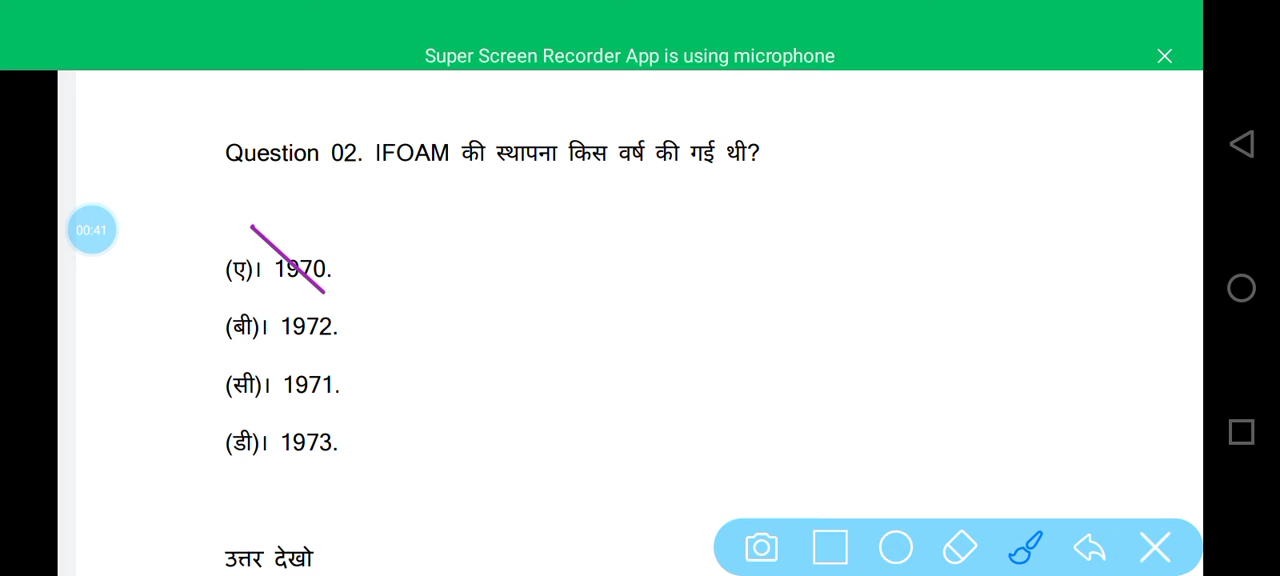 Super Screen Recorder App is using microphone
Question 02. IFOAM की स्थापना किस वर्ष की गई थी?
00:41
(ए)। 1970.
(बी)। 1972.
(सी)। 1971.
(डी)। 1973.
उत्तर देखो